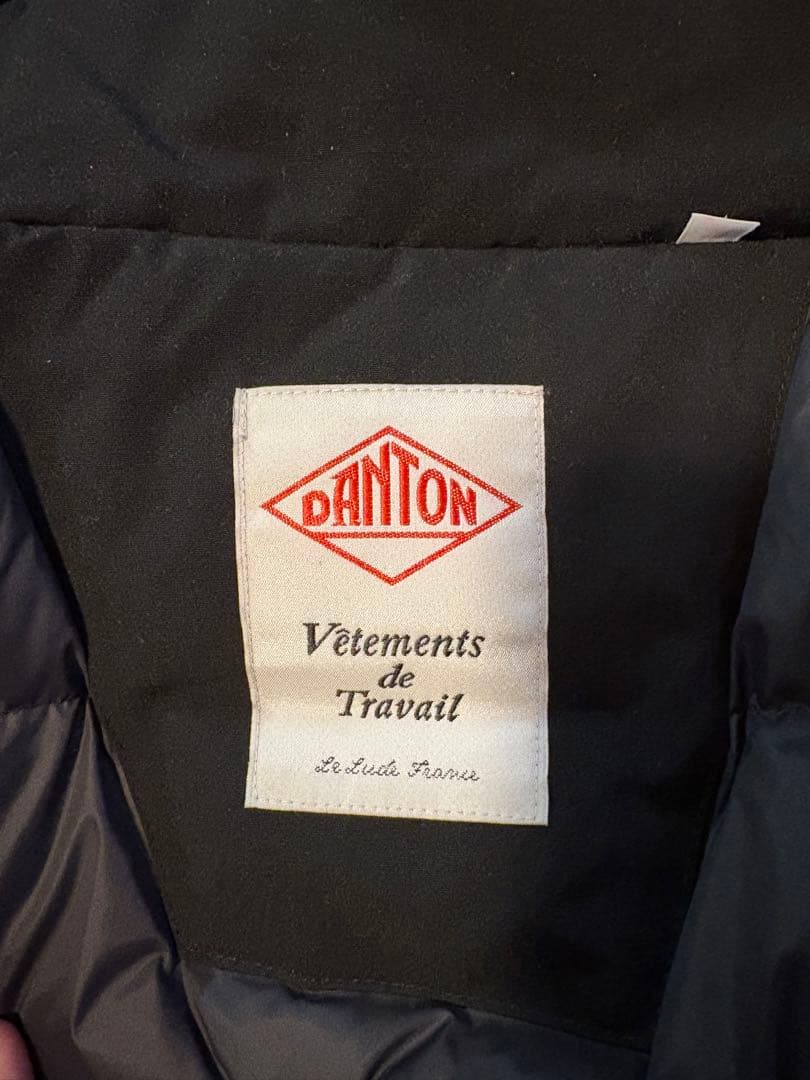 DANTON
Vêtements
de
Travail
Le Lude France